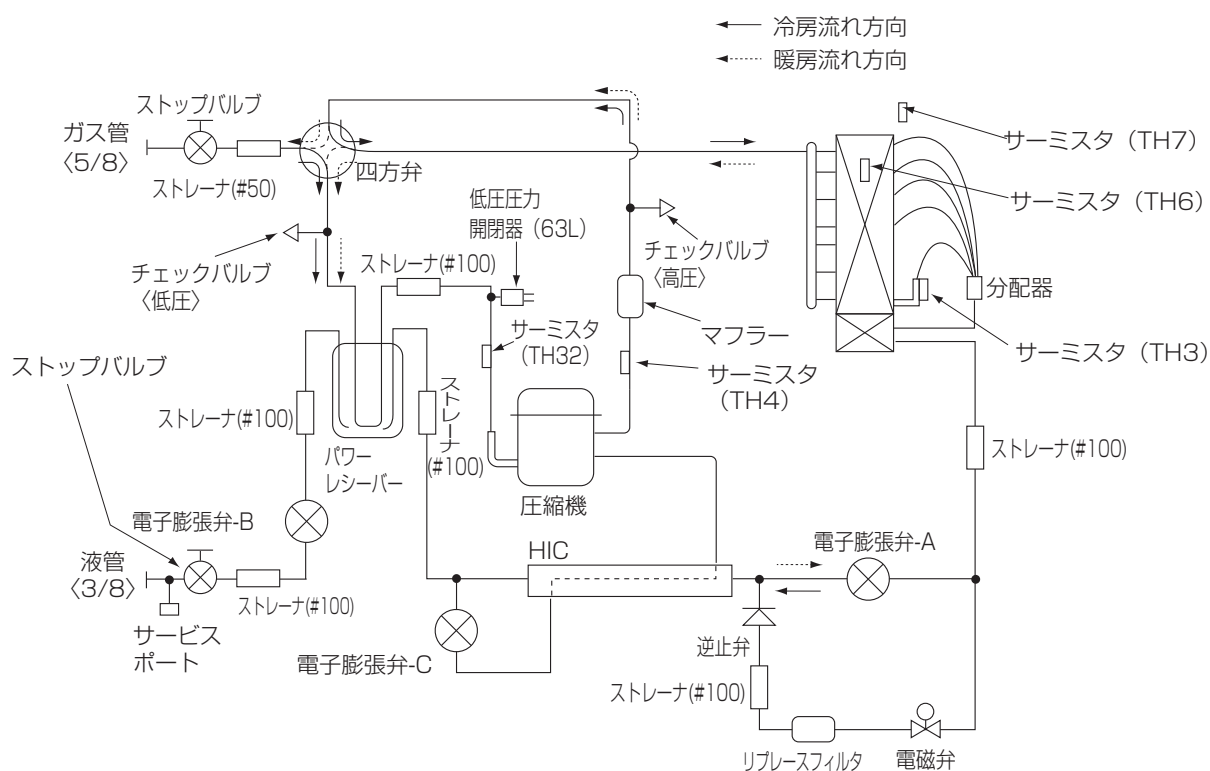 冷房流れ方向
暖房流れ方向
ストップバルブ
ガス管
〈5/8〉
ストレーナ(#50)
四方弁
サーミスタ（TH7）
サーミスタ（TH6）
低圧圧力
開閉器（63L）
チェックバルブ
〈低圧〉
ストレーナ(#100)
チェックバルブ
〈高圧〉
分配器
マフラー
サーミスタ
(TH32)
サーミスタ（TH3）
サーミスタ
(TH4)
ストップバルブ
ストレーナ(#100)
ストレーナ
(#100)
ストレーナ(#100)
パワー
レシーバー
圧縮機
電子膨張弁-B
電子膨張弁-A
HIC
液管
〈3/8〉
ストレーナ(#100)
サービス
ポート
電子膨張弁-C
逆止弁
ストレーナ(#100)
リプレースフィルタ
電磁弁